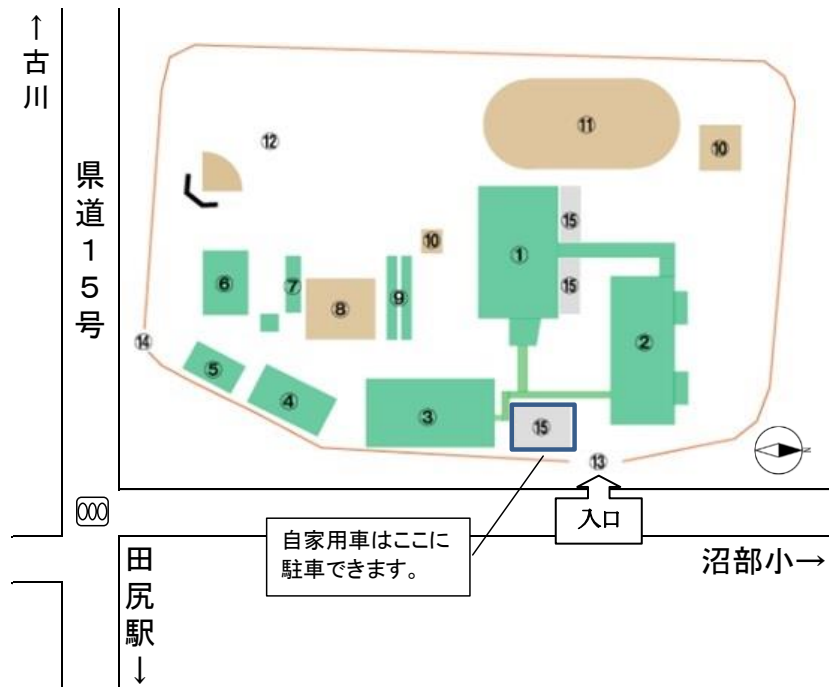 ↑古川
県道15号
⑫
⑪
⑩
⑩
⑮
⑮
①
②
⑥
⑦
⑧
⑨
⑭
⑤
④
③
⑮
⑬
N
入口
自家用車はここに
駐車できます。
田尻駅↓
沼部小→